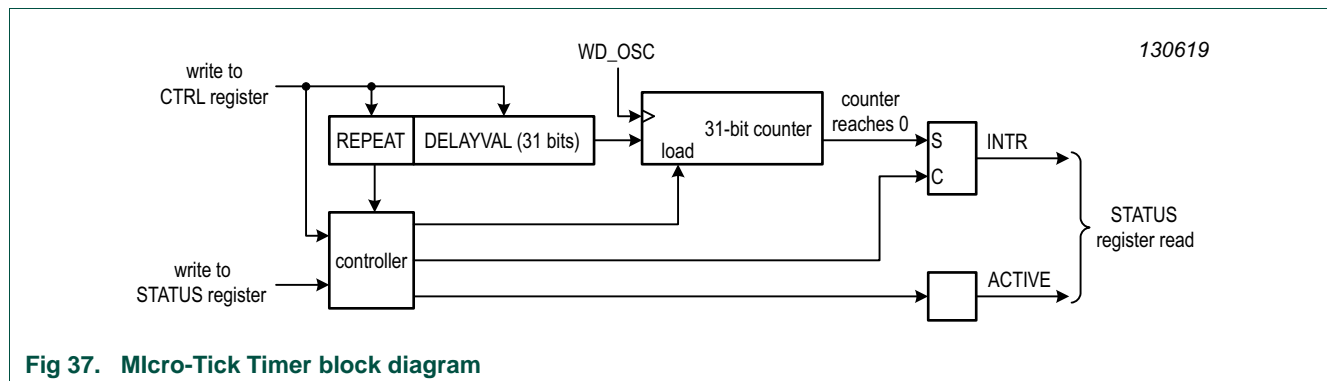 130619
WD_OSC
write to
CTRL register
REPEAT
DELAYVAL (31 bits)
31-bit counter
load
counter
reaches 0
S
C
INTR
STATUS
register read
controller
write to
STATUS register
ACTIVE
Fig 37. MIcro-Tick Timer block diagram